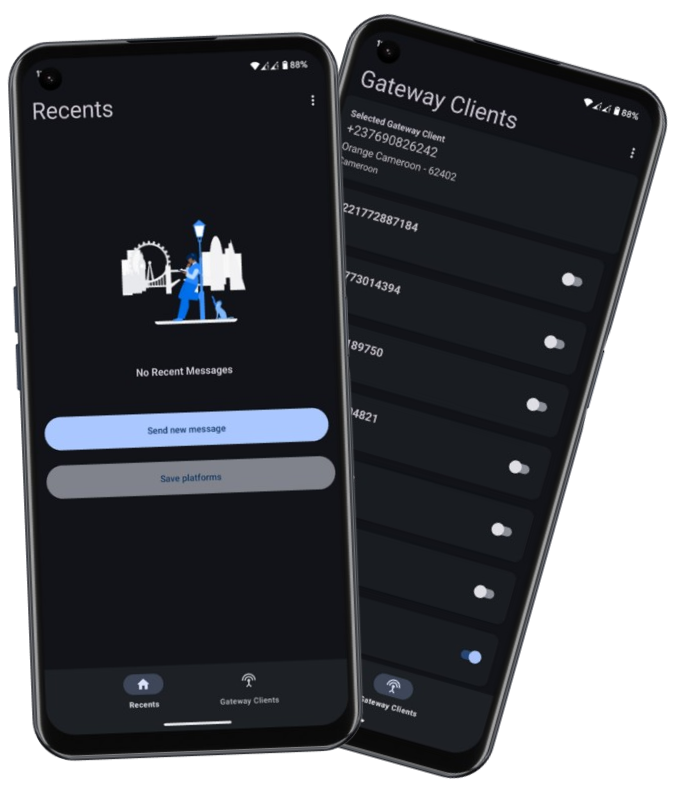 88%
Recents
No Recent Messages
Send new message
Save platforms
Recents
Gateway Clients
88%
Gateway Clients
Selected Gateway Client
+237690826242
Orange Cameroon - 62402
Cameroon
221772887184
773014394
189750
4821
Gateway Clients